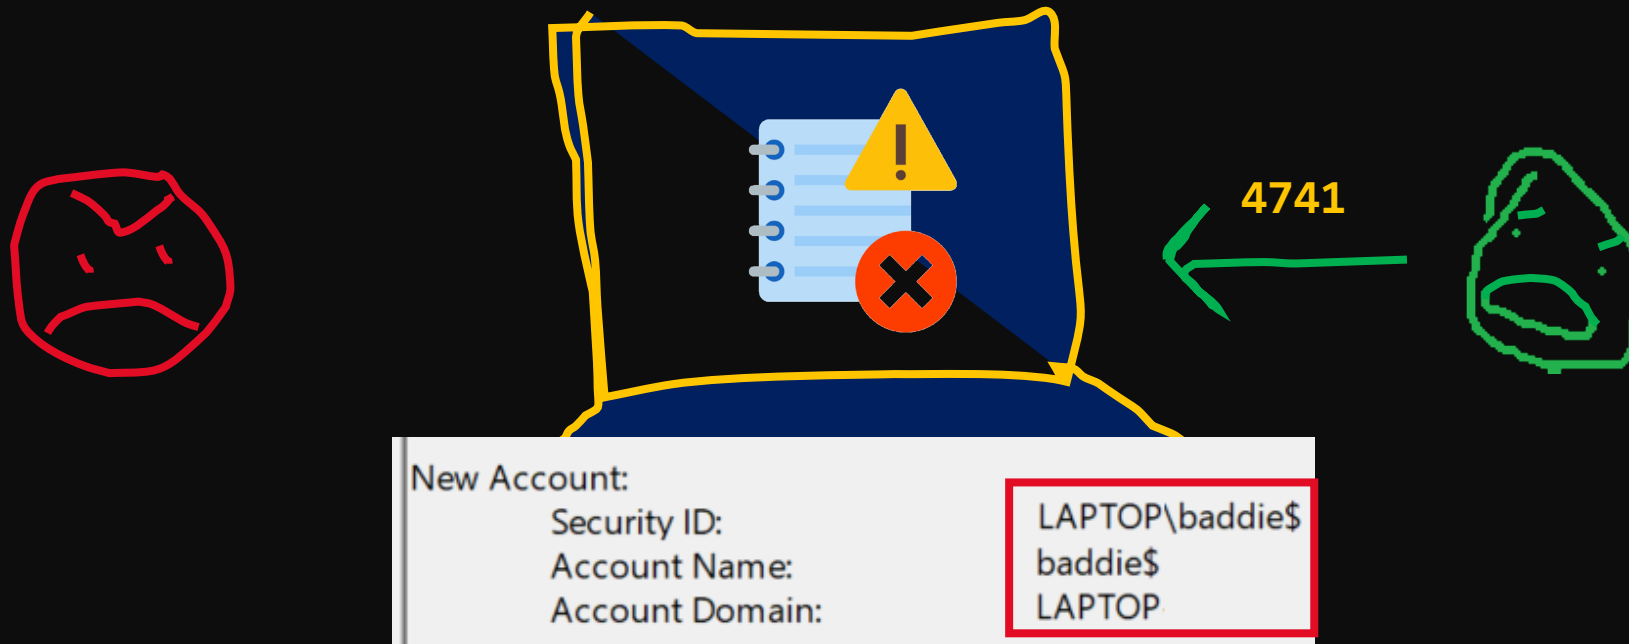 4741
New Account:
Security ID: LAPTOP\baddie$
Account Name: baddie$
Account Domain: LAPTOP